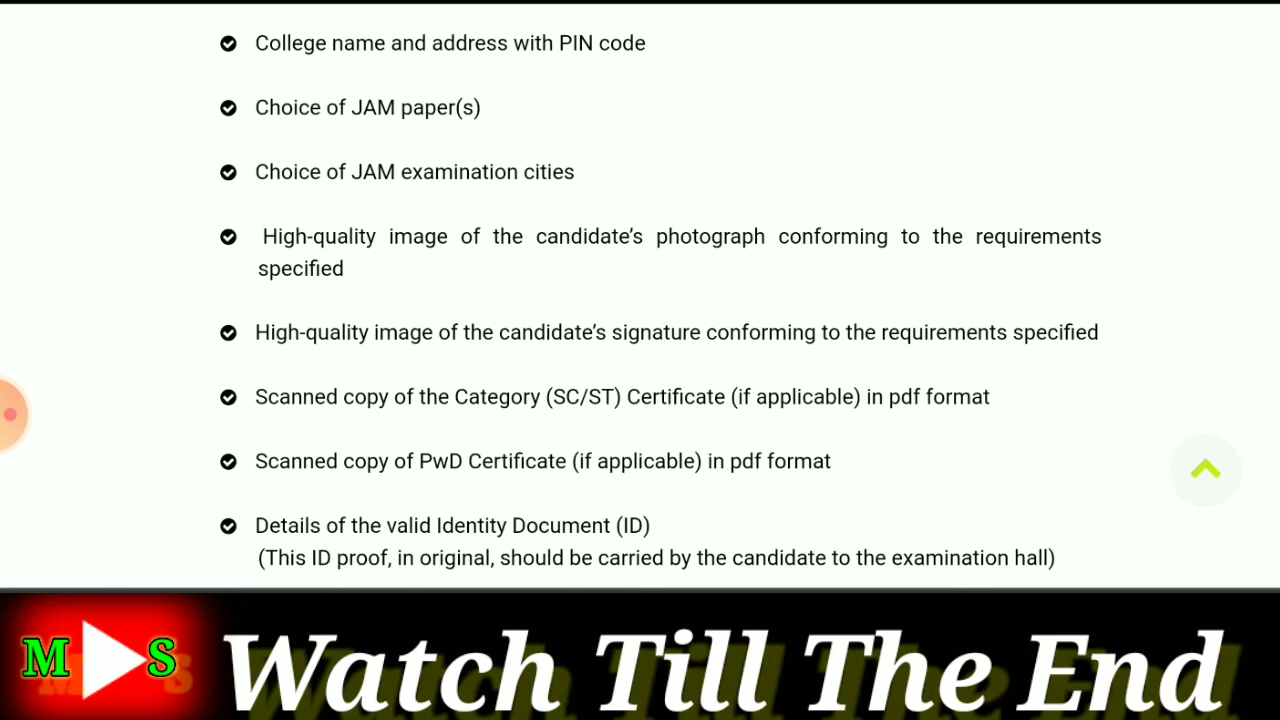 College name and address with PIN code
Choice of JAM paper(s)
Choice of JAM examination cities
High-quality image of the candidate’s photograph conforming to the requirements
specified
High-quality image of the candidate’s signature conforming to the requirements specified
Scanned copy of the Category (SC/ST) Certificate (if applicable) in pdf format
Scanned copy of PwD Certificate (if applicable) in pdf format
Details of the valid Identity Document (ID)
(This ID proof, in original, should be carried by the candidate to the examination hall)
M S
Watch Till The End